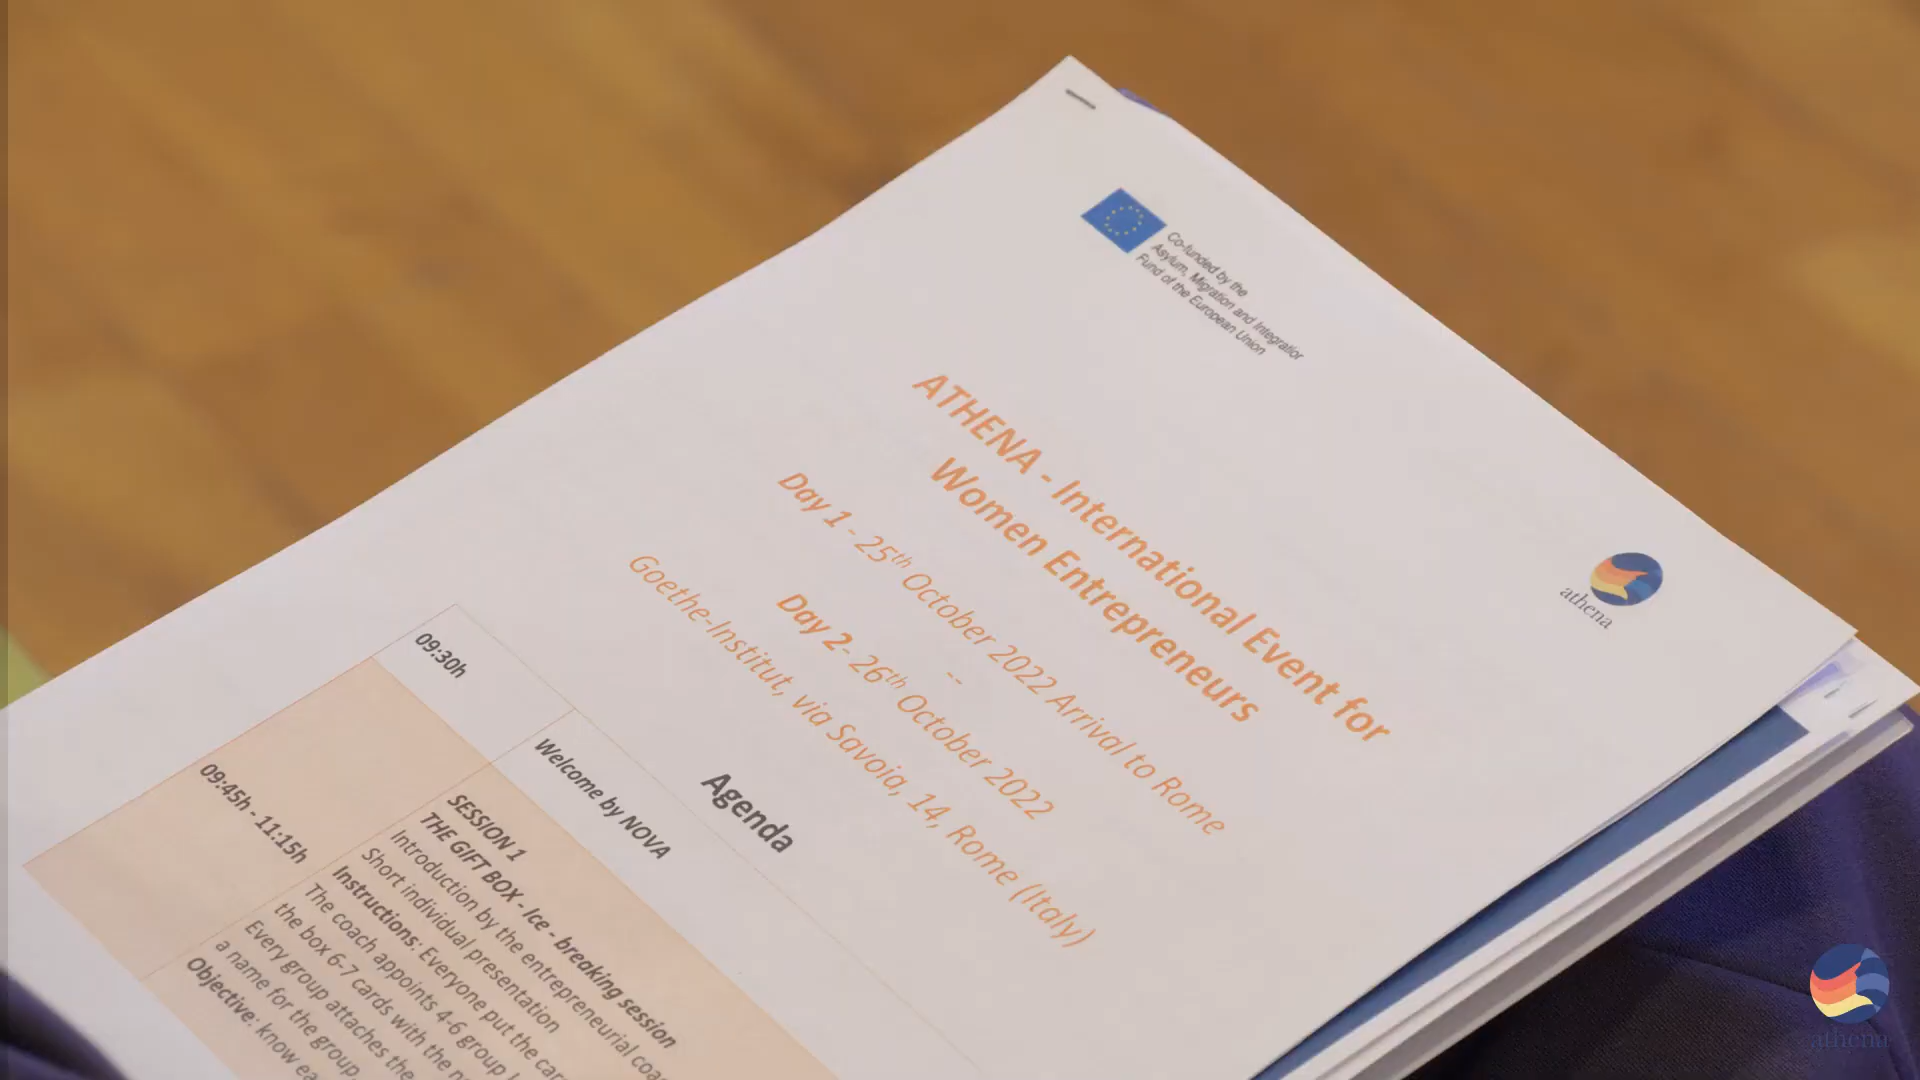 Co-funded by the
Asylum, Migration and Integration
Fund of the European Union
athena
ATHENA - International Event for
Women Entrepreneurs
Day 1 - 25th October 2022 Arrival to Rome
--
Day 2- 26th October 2022
Goethe-Institut, via Savoia, 14, Rome (Italy)
Agenda
09:30h
Welcome by NOVA
09:45h - 11:15h
SESSION 1
THE GIFT BOX - Ice - breaking session
Introduction by the entrepreneurial
Short individual presentation
Instructions: Everyone put the
The coach appoints 4-6 group
the box 6-7 cards with the
Every group attaches the
a name for the group.
Objective: know
athena